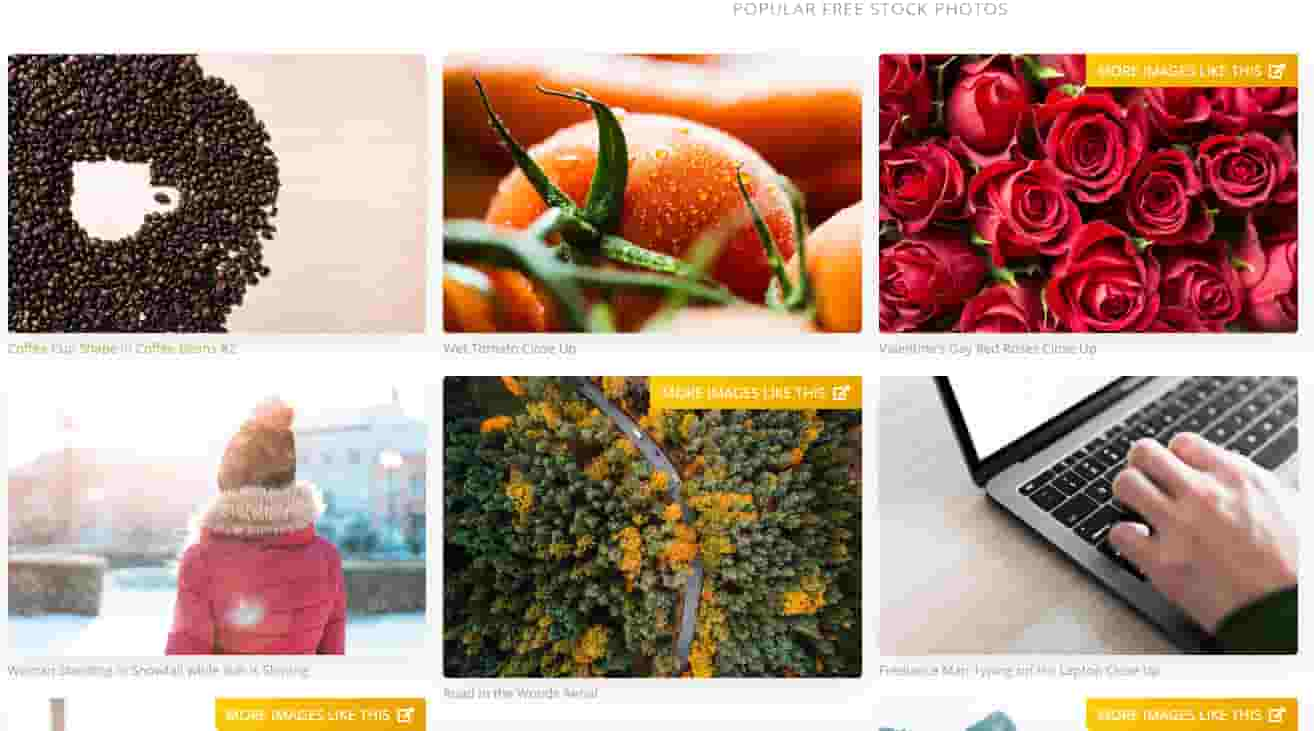 POPULAR FREE STOCK PHOTOS
MORE IMAGES LIKE THIS
Coffee Cup Shape in Coffee Beans #2
Wet Tomato Close Up
Valentine's Day Red Roses Close Up
MORE IMAGES LIKE THIS
Woman Standing in Snowfall while Sun is Shining
Road in the Woods Aerial
Freelance Man Typing on His Laptop Close Up
MORE IMAGES LIKE THIS
MORE IMAGES LIKE THIS